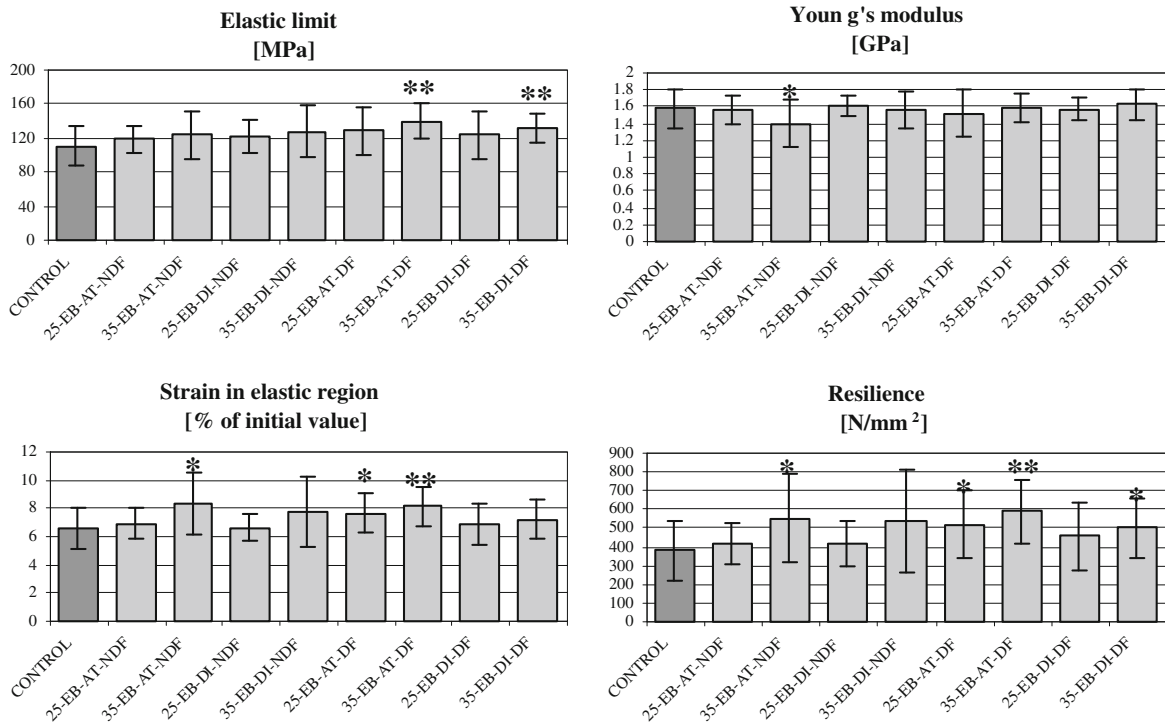 Elastic limit
[MPa]
200
160
120
80
40
0
** **
CONTROL
25-EB-AT-NDF
35-EB-AT-NDF
25-EB-DI-NDF
35-EB-DI-NDF
25-EB-AT-DF
35-EB-AT-DF
25-EB-DI-DF
35-EB-DI-DF
Youn g's modulus
[GPa]
2
1.8
1.6
1.4
1.2
1
0.8
0.6
0.4
0.2
0
*
CONTROL
25-EB-AT-NDF
35-EB-AT-NDF
25-EB-DI-NDF
35-EB-DI-NDF
25-EB-AT-DF
35-EB-AT-DF
25-EB-DI-DF
35-EB-DI-DF
Strain in elastic region
[% of initial value]
12
10
8
6
4
2
0
* * **
CONTROL
25-EB-AT-NDF
35-EB-AT-NDF
25-EB-DI-NDF
35-EB-DI-NDF
25-EB-AT-DF
35-EB-AT-DF
25-EB-DI-DF
35-EB-DI-DF
Resilience
[N/mm ²]
900
800
700
600
500
400
300
200
100
0
* * ** *
CONTROL
25-EB-AT-NDF
35-EB-AT-NDF
25-EB-DI-NDF
35-EB-DI-NDF
25-EB-AT-DF
35-EB-AT-DF
25-EB-DI-DF
35-EB-DI-DF